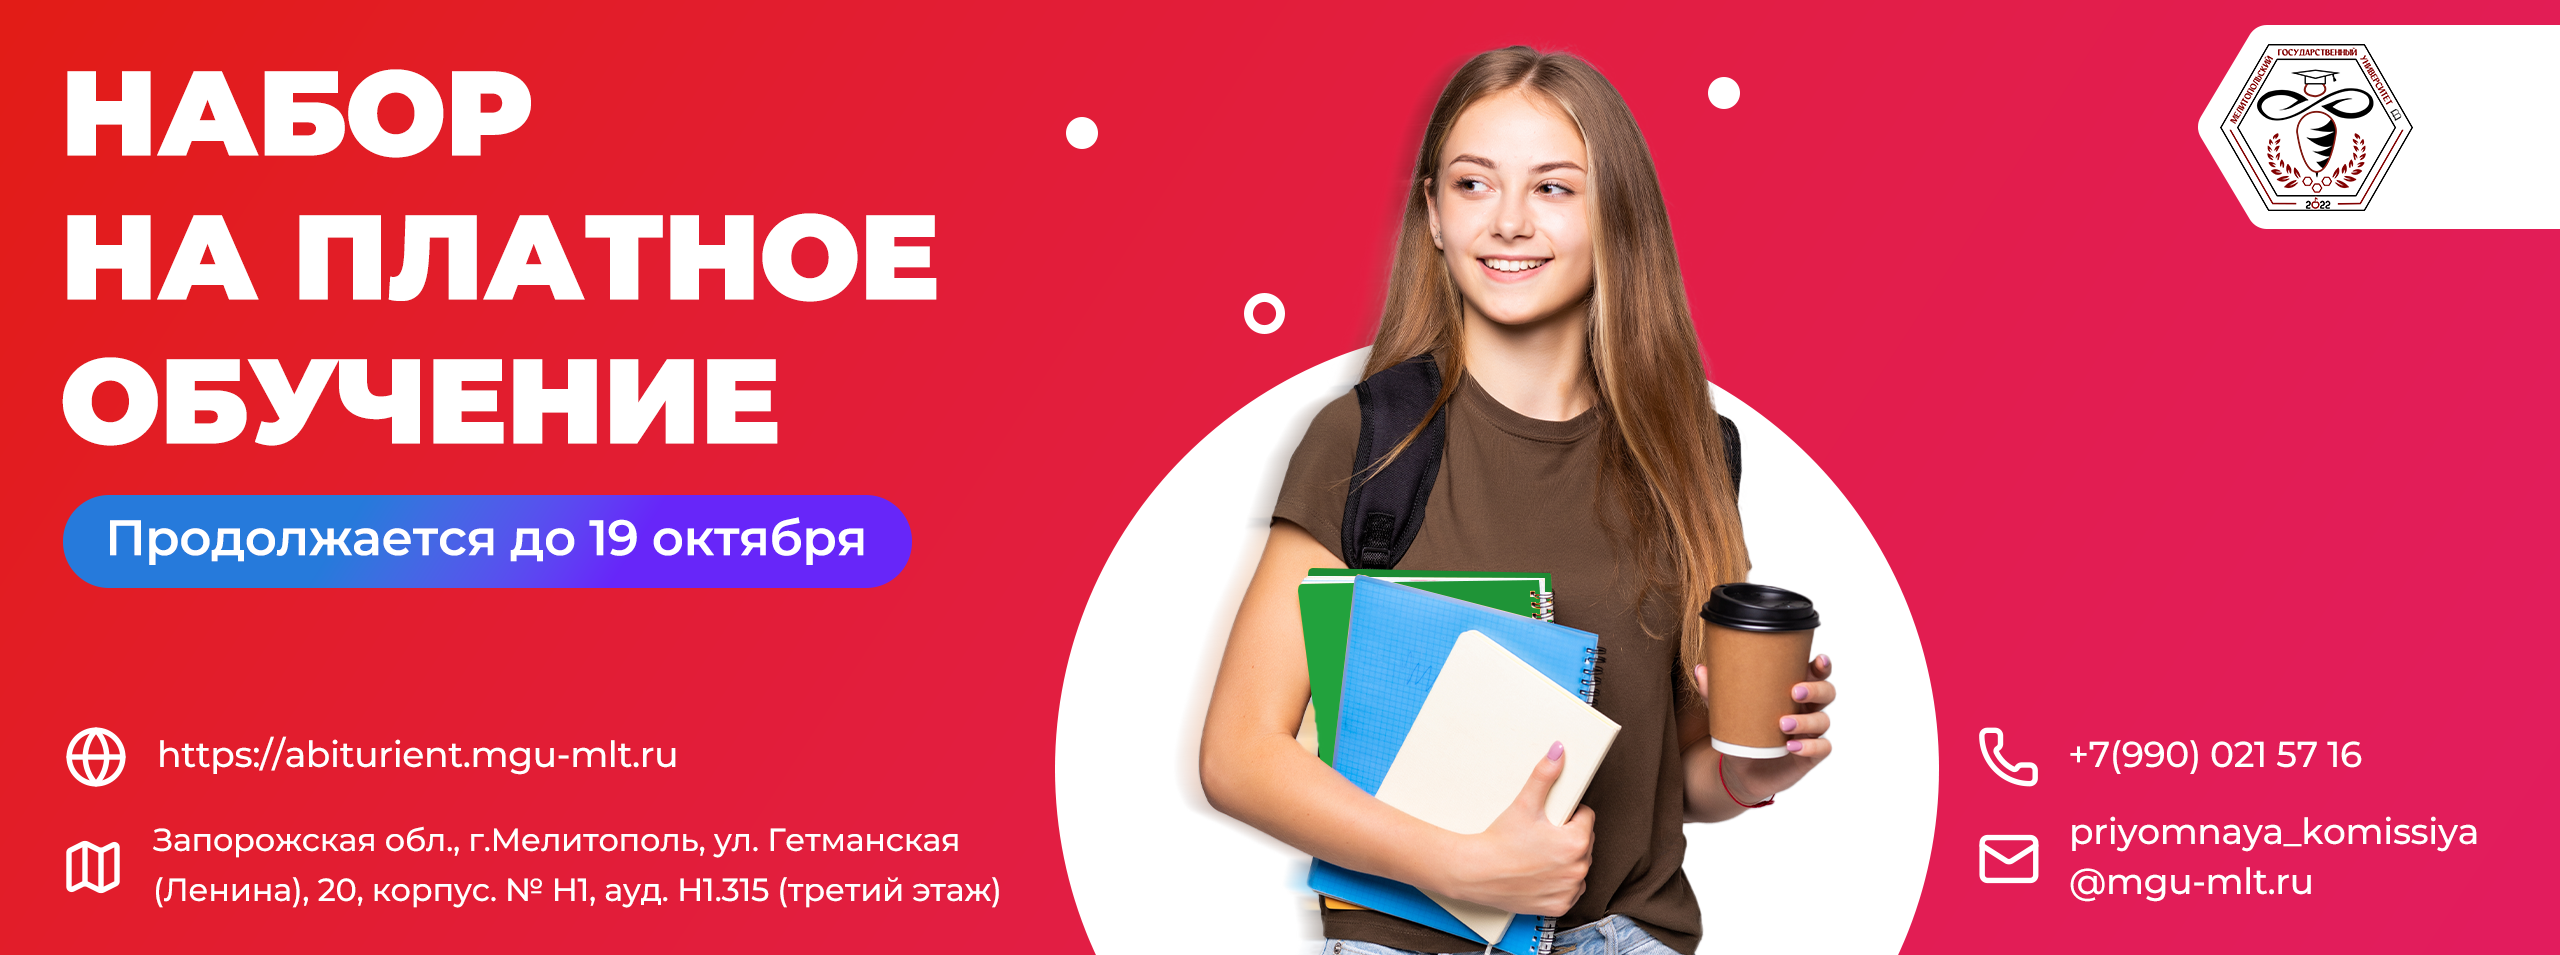 НАБОР
НА ПЛАТНОЕ
ОБУЧЕНИЕ
Продолжается до 19 октября
https://abiturient.mgu-mlt.ru
Запорожская обл., г.Мелитополь, ул. Гетманская
(Ленина), 20, корпус. № Н1, ауд. Н1.315 (третий этаж)
МЕЛИТОПОЛЬСКИЙ
ГОСУДАРСТВЕННЫЙ
УНИВЕРСИТЕТ
2022
+7(990) 021 57 16
priyomnaya_komissiya
@mgu-mlt.ru